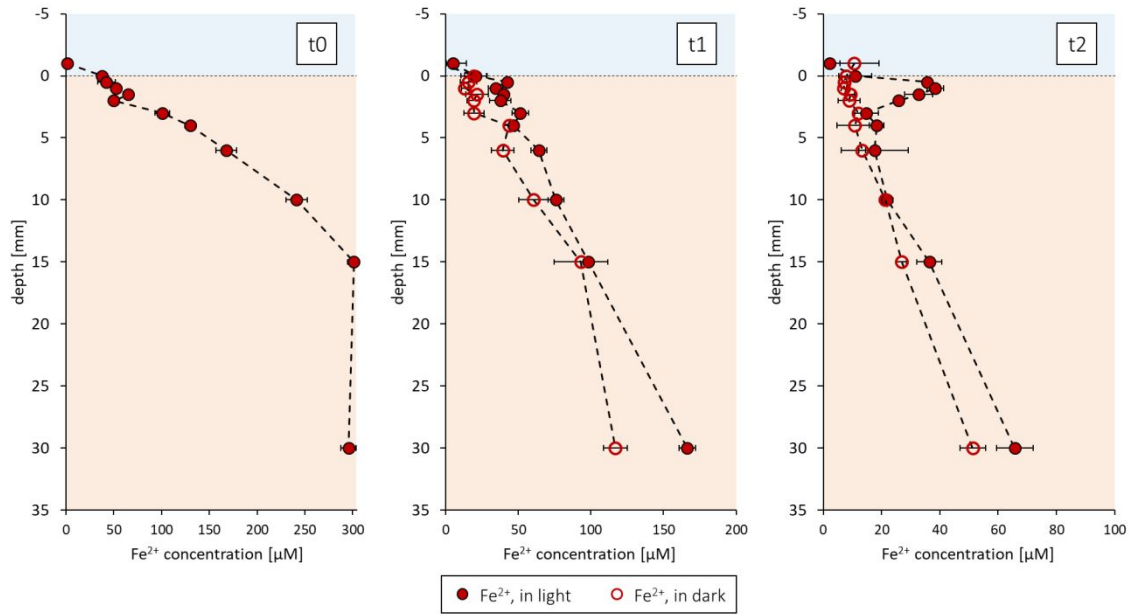 t0
-5
0
5
10
15
20
25
30
35
depth [mm]
0 50 100 150 200 250 300
Fe²⁺ concentration [µM]
t1
-5
0
5
10
15
20
25
30
35
depth [mm]
0 50 100 150 200
Fe²⁺ concentration [µM]
t2
-5
0
5
10
15
20
25
30
35
depth [mm]
0 20 40 60 80 100
Fe²⁺ concentration [µM]
Fe²⁺, in light Fe²⁺, in dark